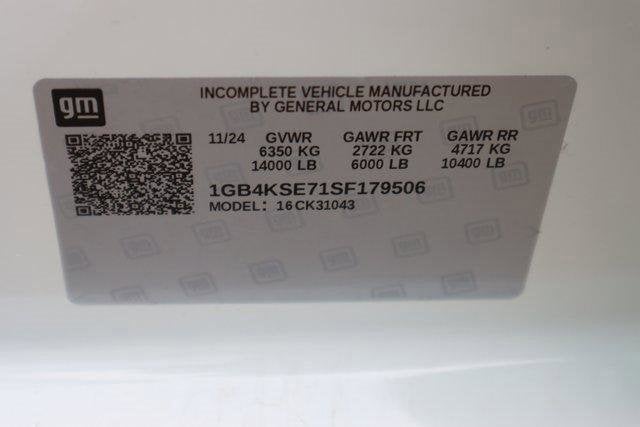 gm
INCOMPLETE VEHICLE MANUFACTURED
BY GENERAL MOTORS LLC
11/24 GVWR GAWR FRT GAWR RR
6350 KG 2722 KG 4717 KG
14000 LB 6000 LB 10400 LB
1GB4KSE71SF179506
MODEL: 16 CK31043